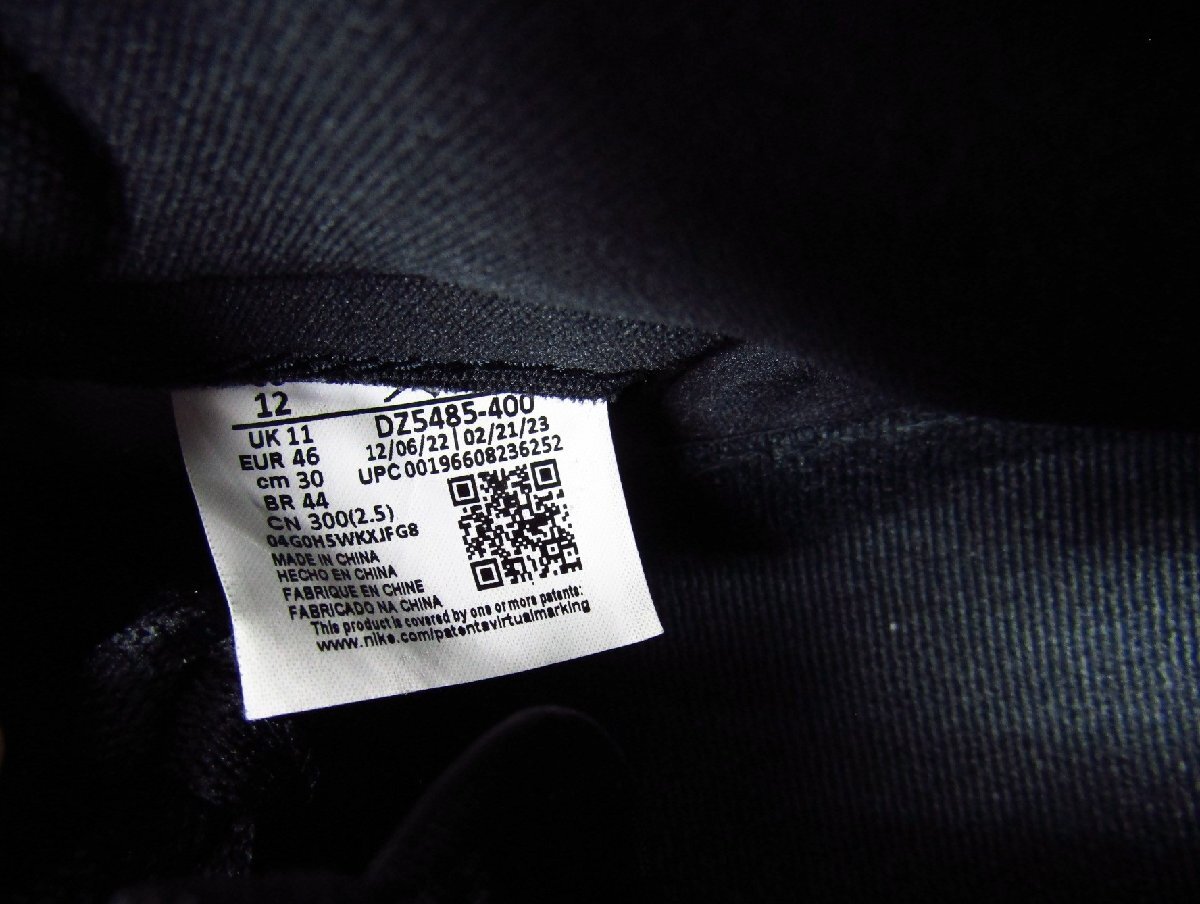 12
UK 11
EUR 46
cm 30
BR 44
CN 300(2.5)
04G0H5WKXJFG8
MADE IN CHINA
HECHO EN CHINA
FABRIQUE EN CHINE
FABRICADO NA CHINA
DZ5485-400
12/06/22 | 02/21/23
UPC 00196608236252
This product is covered by one or more patents:
www.nike.com/patentsvirtualmarking